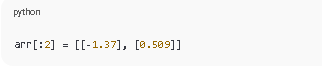 python
arr[:2] = [[-1.37], [0.509]]